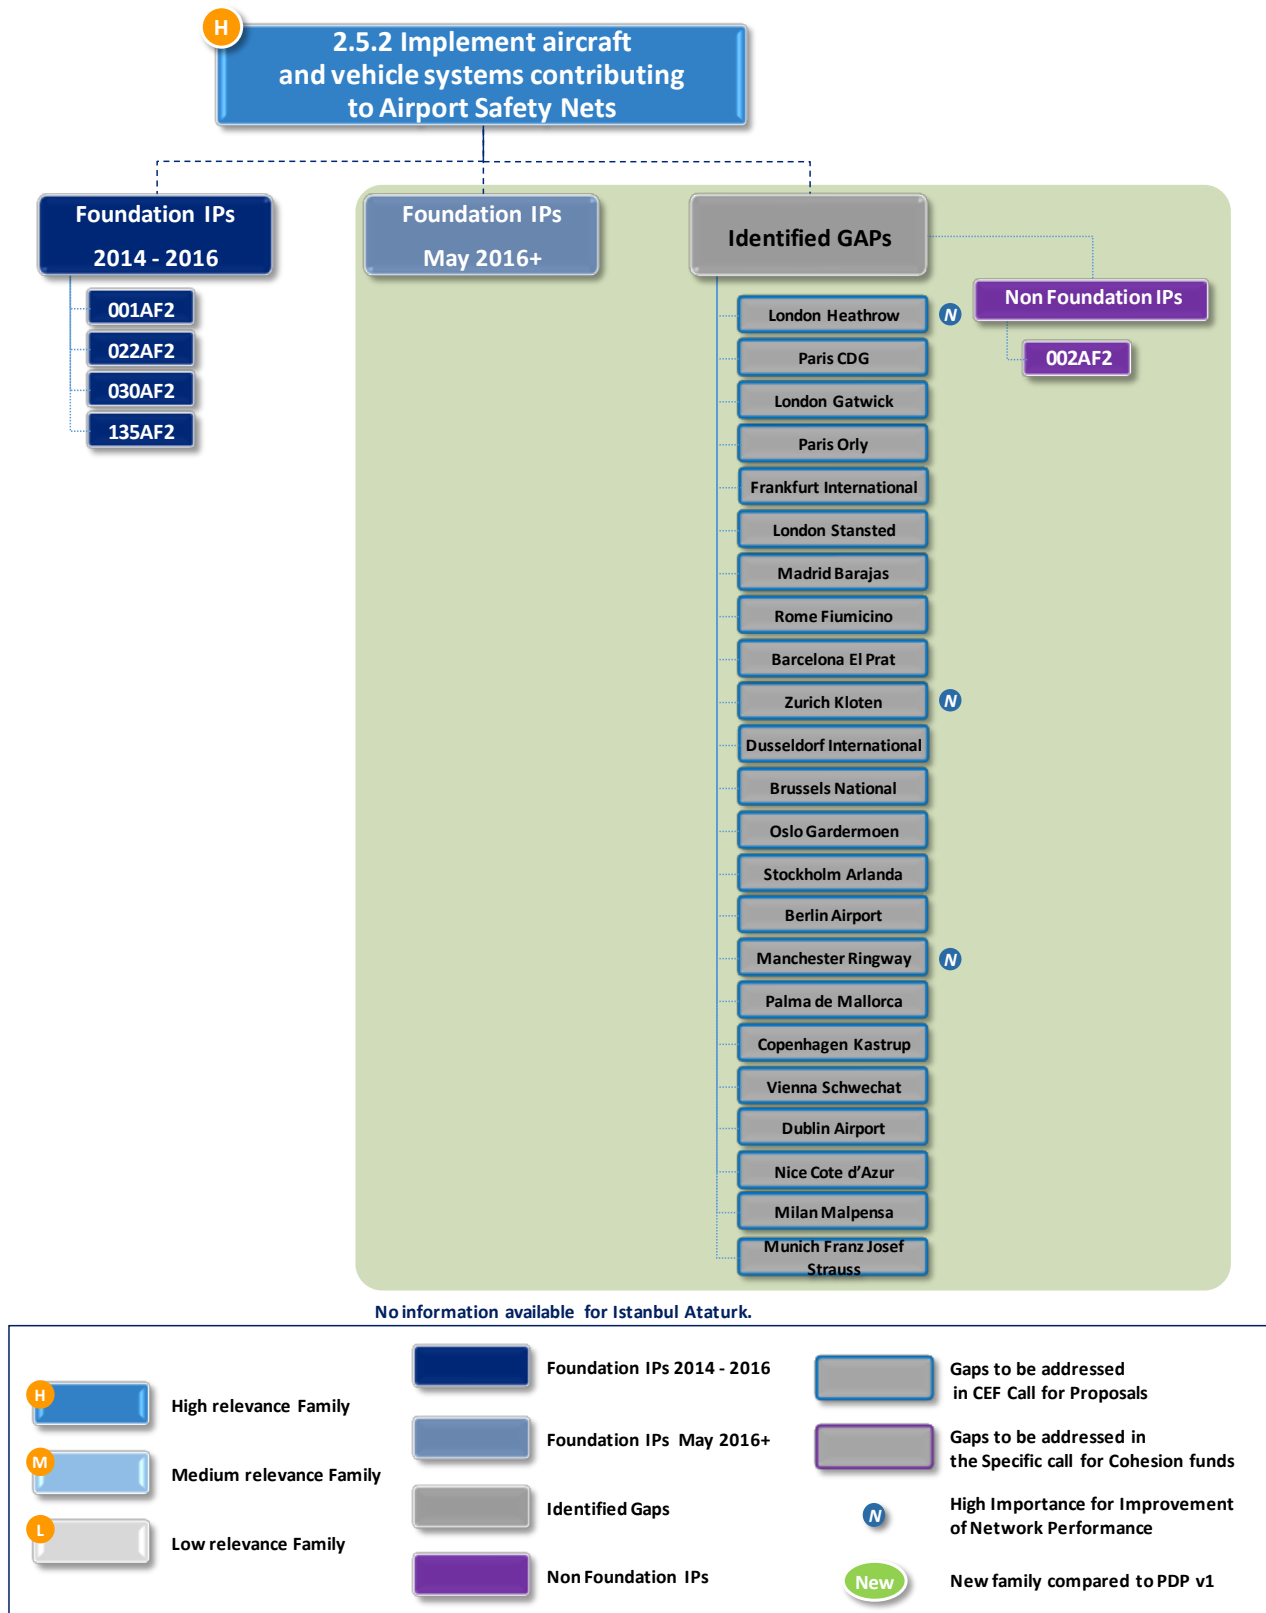 H
2.5.2 Implement aircraft
and vehicle systems contributing
to Airport Safety Nets
Foundation IPs
2014 - 2016
001AF2
022AF2
030AF2
135AF2
Foundation IPs
May 2016+
Identified GAPs
London Heathrow
N
Paris CDG
London Gatwick
Paris Orly
Frankfurt International
London Stansted
Madrid Barajas
Rome Fiumicino
Barcelona El Prat
Zurich Kloten
N
Dusseldorf International
Brussels National
Oslo Gardermoen
Stockholm Arlanda
Berlin Airport
Manchester Ringway
N
Palma de Mallorca
Copenhagen Kastrup
Vienna Schwechat
Dublin Airport
Nice Cote d’Azur
Milan Malpensa
Munich Franz Josef
Strauss
Non Foundation IPs
002AF2
No information available for Istanbul Ataturk.
H
High relevance Family
M
Medium relevance Family
L
Low relevance Family
Foundation IPs 2014 - 2016
Foundation IPs May 2016+
Identified Gaps
Non Foundation IPs
Gaps to be addressed
in CEF Call for Proposals
Gaps to be addressed in
the Specific call for Cohesion funds
N
High Importance for Improvement
of Network Performance
New
New family compared to PDP v1